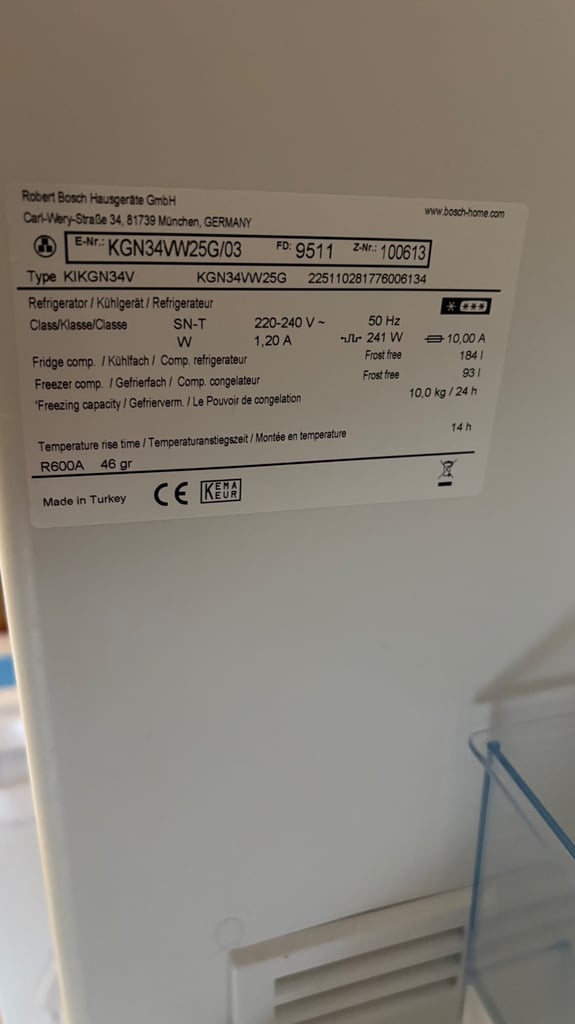 Robert Bosch Hausgeräte GmbH
Carl-Wery-Straße 34, 81739 München, GERMANY
www.bosch-home.com
E-Nr.: KGN34VW25G/03 FD: 9511 Z-Nr.: 100613
Type KIKGN34V KGN34VW25G 225110281776006134
Refrigerator / Kühlgerät / Refrigerateur
Class/Klasse/Classe SN-T 220-240 V ~ 50 Hz
W 1,20 A 241 W 10,00 A
Fridge comp. / Kühlfach / Comp. refrigerateur Frost free 184 l
Freezer comp. / Gefrierfach / Comp. congelateur Frost free 93 l
'Freezing capacity / Gefrierverm. / Le Pouvoir de congelation 10,0 kg / 24 h
Temperature rise time / Temperaturanstiegszeit / Montée en temperature 14 h
R600A 46 gr
Made in Turkey CE KEMA EUR